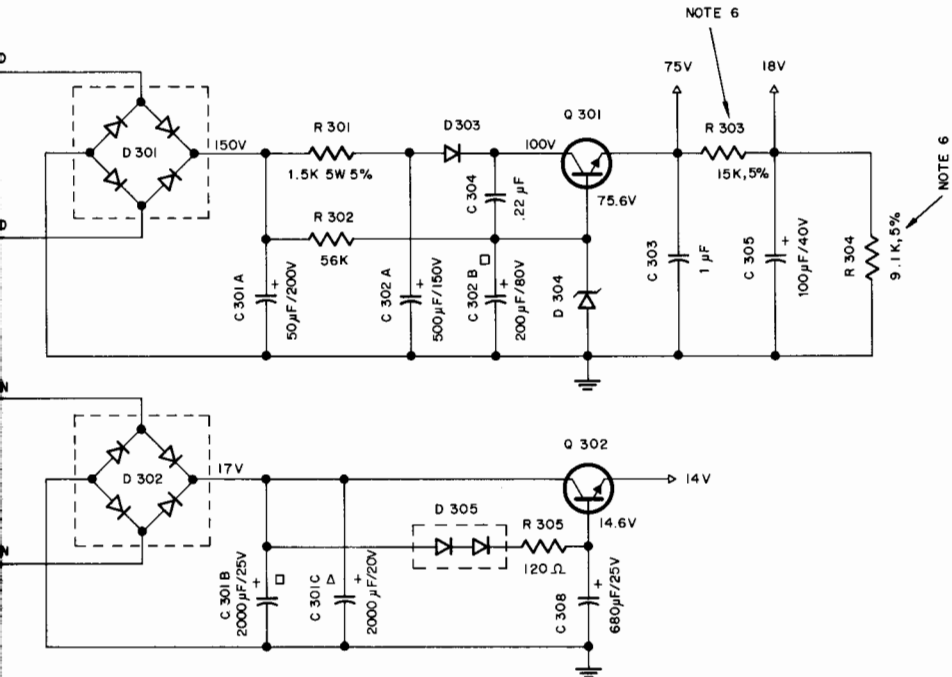 NOTE 6
75V
18V
Q 301
R 301
D 303
R 303
D 301
150V
100V
1.5K 5W 5%
15K,5%
C 304
.22 µF
75.6V
R 302
56K
C 301 A
50µF/200V
C 302 A
500µF/150V
C 302 B
200µF/80V
D 304
C 303
1 µF
C 305
100µF/40V
R 304
9.1K,5%
NOTE 6
N
Q 302
D 302
17V
14V
D 305
R 305
14.6V
120 Ω
C 301B
2000µF/25V
C 301C
2000 µF/20V
C 308
680µF/25V
N